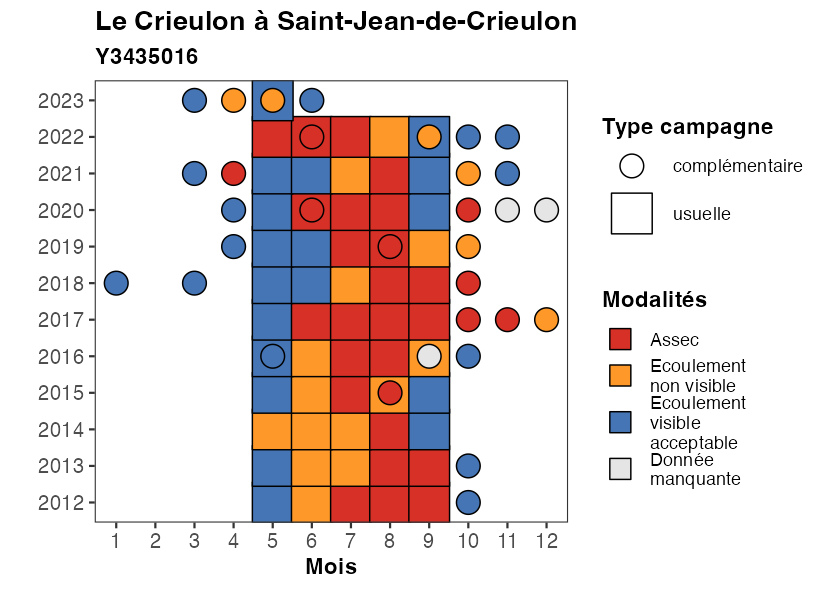 Le Crieulon à Saint-Jean-de-Crieulon
Y3435016
2023
2022
2021
2020
2019
2018
2017
2016
2015
2014
2013
2012
1 2 3 4 5 6 7 8 9 10 11 12
Mois
Type campagne
complémentaire
usuelle
Modalités
Assec
Ecoulement
non visible
Ecoulement
visible
acceptable
Donnée
manquante